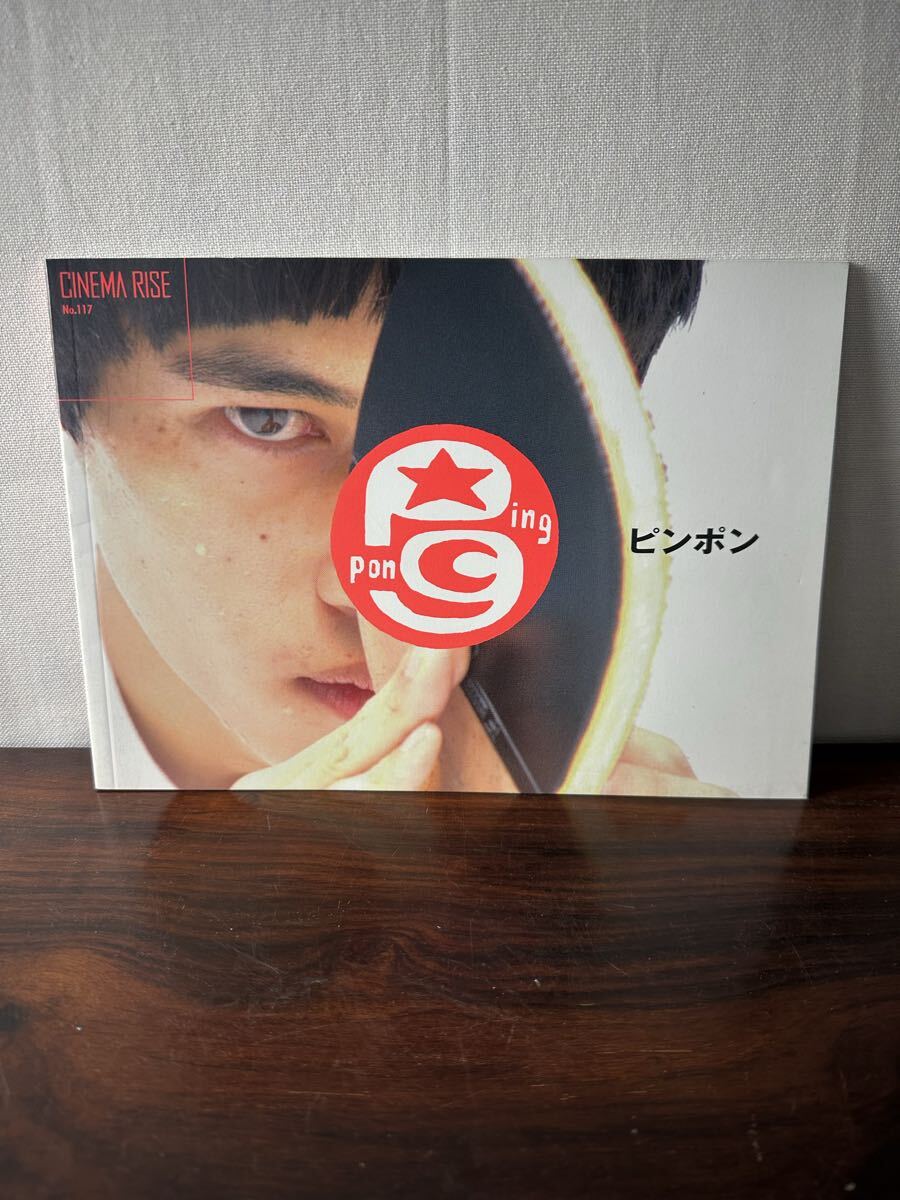 CINEMA RISE
No.117
Ping
pong
ピンポン